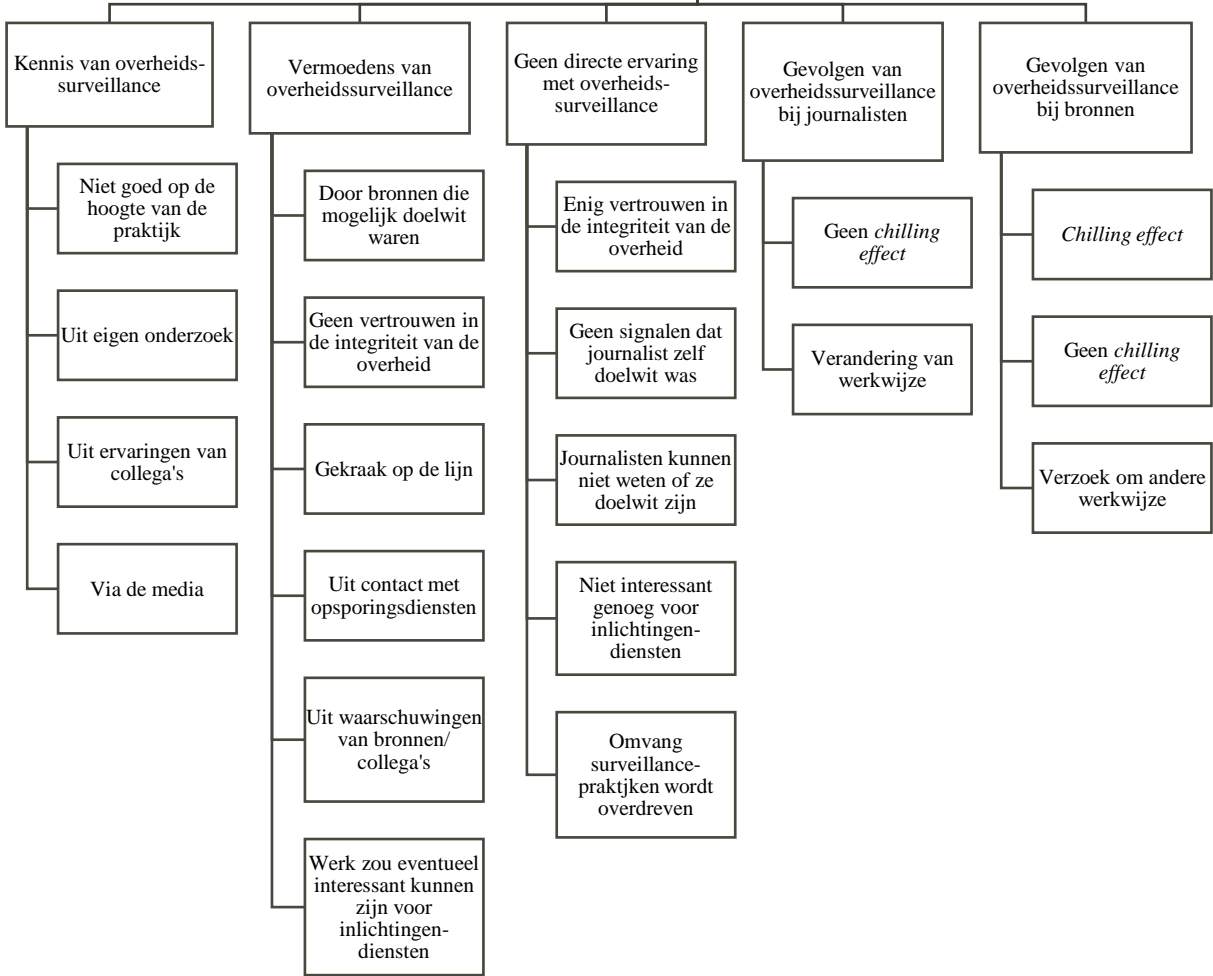 Kennis van overheids-
surveillance
Niet goed op de
hoogte van de
praktijk
Uit eigen onderzoek
Uit ervaringen van
collega's
Via de media
Vermoedens van
overheidssurveillance
Door bronnen die
mogelijk doelwit
waren
Geen vertrouwen in
de integriteit van de
overheid
Gekraak op de lijn
Uit contact met
opsporingsdiensten
Uit waarschuwingen
van bronnen/
collega's
Werk zou eventueel
interessant kunnen
zijn voor
inlichtingen-
diensten
Geen directe ervaring
met overheids-
surveillance
Enig vertrouwen in
de integriteit van de
overheid
Geen signalen dat
journalist zelf
doelwit was
Journalisten kunnen
niet weten of ze
doelwit zijn
Niet interessant
genoeg voor
inlichtingen-
diensten
Omvang
surveillance-
praktjken wordt
overdreven
Gevolgen van
overheidssurveillance
bij journalisten
Geen chilling
effect
Verandering van
werkwijze
Gevolgen van
overheidssurveillance
bij bronnen
Chilling effect
Geen chilling
effect
Verzoek om andere
werkwijze